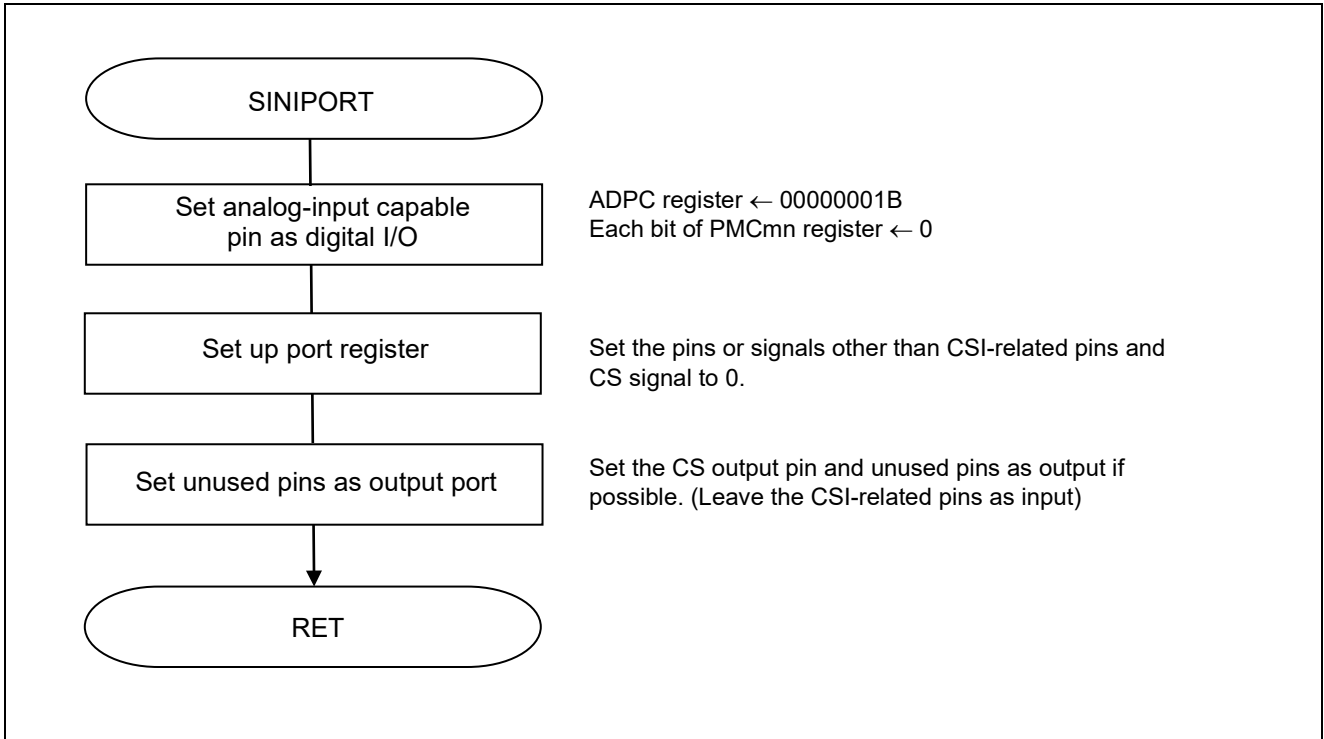 SINIPORT
Set analog-input capable
pin as digital I/O
ADPC register ← 00000001B
Each bit of PMCmn register ← 0
Set up port register
Set the pins or signals other than CSI-related pins and
CS signal to 0.
Set unused pins as output port
Set the CS output pin and unused pins as output if
possible. (Leave the CSI-related pins as input)
RET